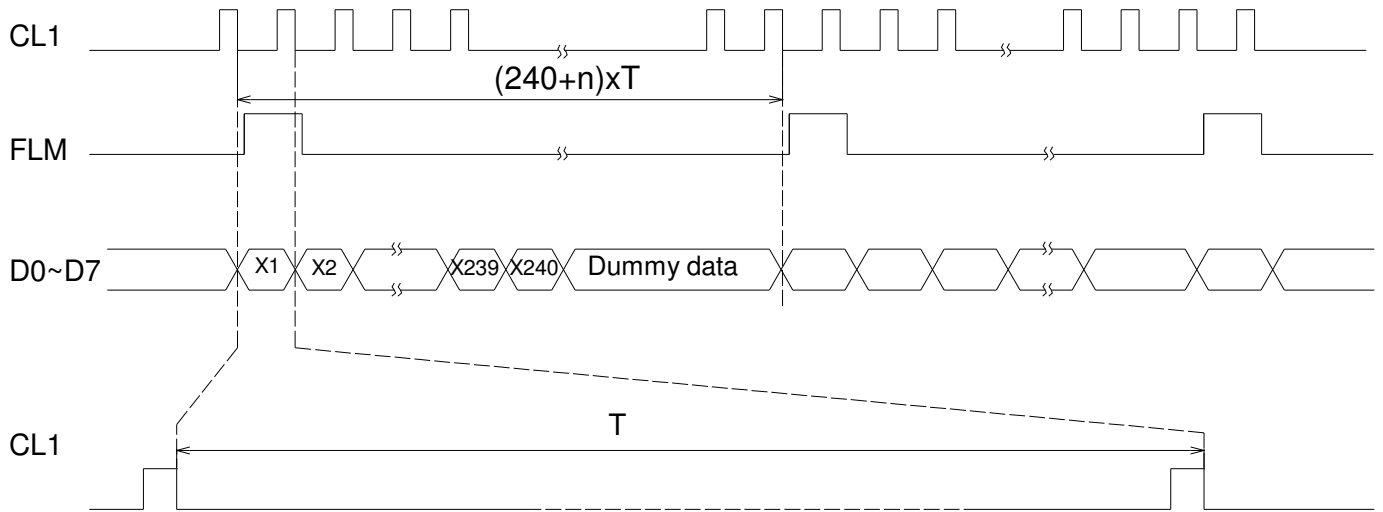 CL1
(240+n)xT
FLM
D0~D7 X1 X2 X239 X240 Dummy data
T
CL1